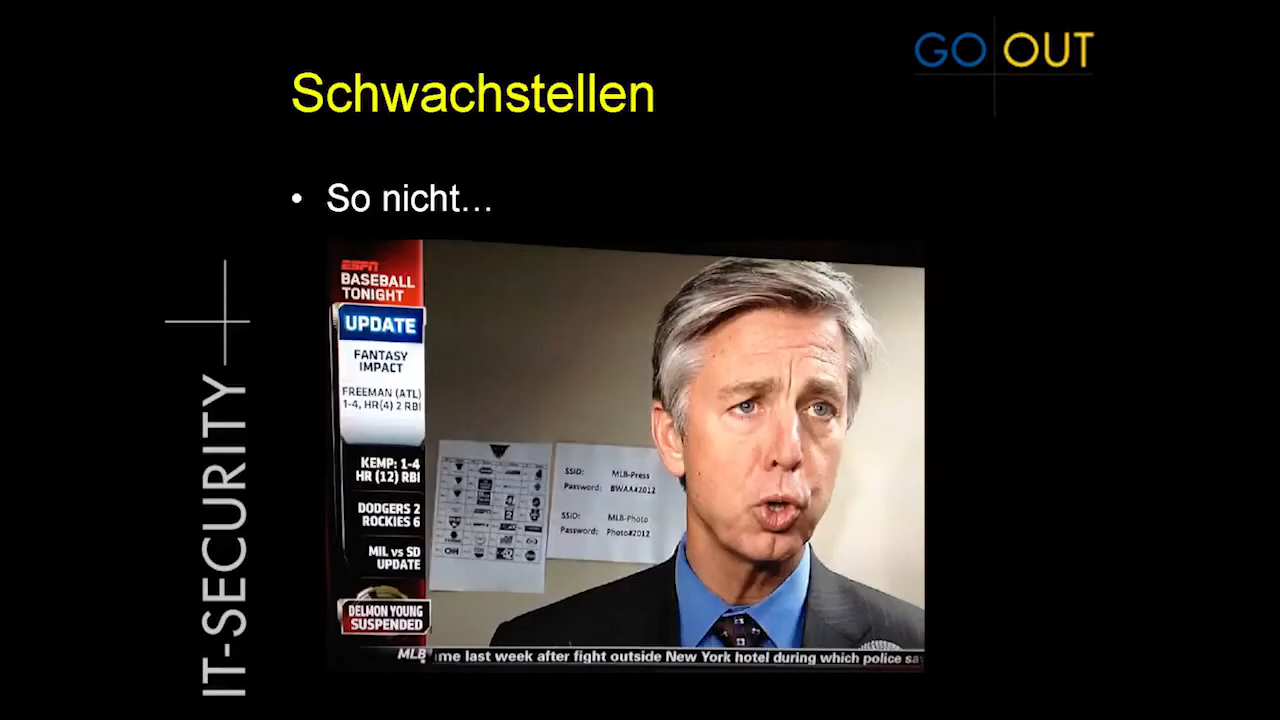 GO OUT
Schwachstellen
• So nicht…
IT-SECURITY
ESPN
BASEBALL
TONIGHT
UPDATE
FANTASY
IMPACT
FREEMAN (ATL)
1-4, HR(4) 2 RBI
KEMP: 1-4
HR (12) RBI
DODGERS 2
ROCKIES 6
MIL vs SD
UPDATE
DELMON YOUNG
SUSPENDED
SSID: MLB-Press
Password: BWAA#2012
SSID: MLB-Photo
Password: Photo#2012
MLB me last week after fight outside New York hotel during which police sa